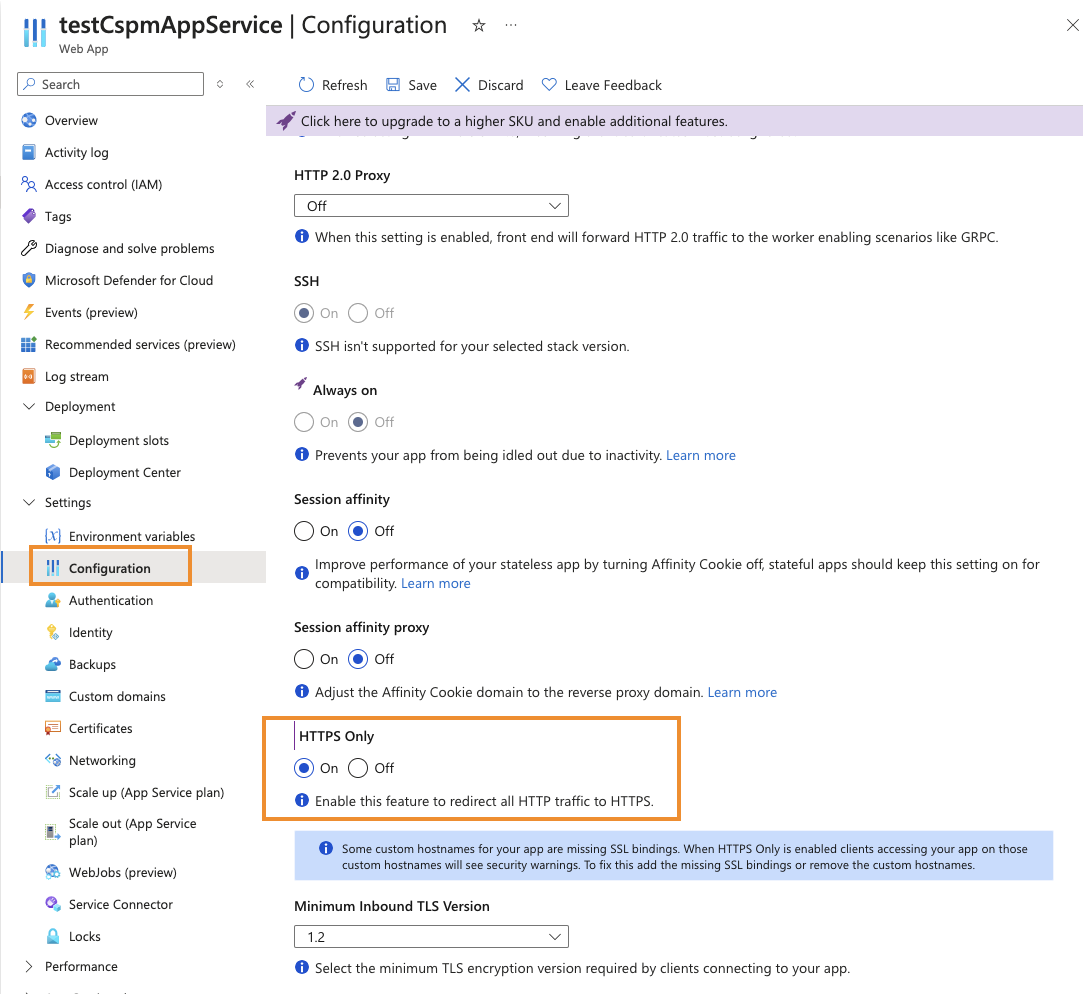 testCspmAppService | Configuration
Web App
Search
Refresh
Save
Discard
Leave Feedback
Overview
Activity log
Access control (IAM)
Tags
Diagnose and solve problems
Microsoft Defender for Cloud
Events (preview)
Recommended services (preview)
Log stream
Deployment
Deployment slots
Deployment Center
Settings
Environment variables
Configuration
Authentication
Identity
Backups
Custom domains
Certificates
Networking
Scale up (App Service plan)
Scale out (App Service
plan)
WebJobs (preview)
Service Connector
Locks
Performance
Click here to upgrade to a higher SKU and enable additional features.
HTTP 2.0 Proxy
Off
When this setting is enabled, front end will forward HTTP 2.0 traffic to the worker enabling scenarios like GRPC.
SSH
On Off
SSH isn't supported for your selected stack version.
Always on
On Off
Prevents your app from being idled out due to inactivity. Learn more
Session affinity
On Off
Improve performance of your stateless app by turning Affinity Cookie off, stateful apps should keep this setting on for
compatibility. Learn more
Session affinity proxy
On Off
Adjust the Affinity Cookie domain to the reverse proxy domain. Learn more
HTTPS Only
On Off
Enable this feature to redirect all HTTP traffic to HTTPS.
Some custom hostnames for your app are missing SSL bindings. When HTTPS Only is enabled clients accessing your app on those
custom hostnames will see security warnings. To fix this add the missing SSL bindings or remove the custom hostnames.
Minimum Inbound TLS Version
1.2
Select the minimum TLS encryption version required by clients connecting to your app.